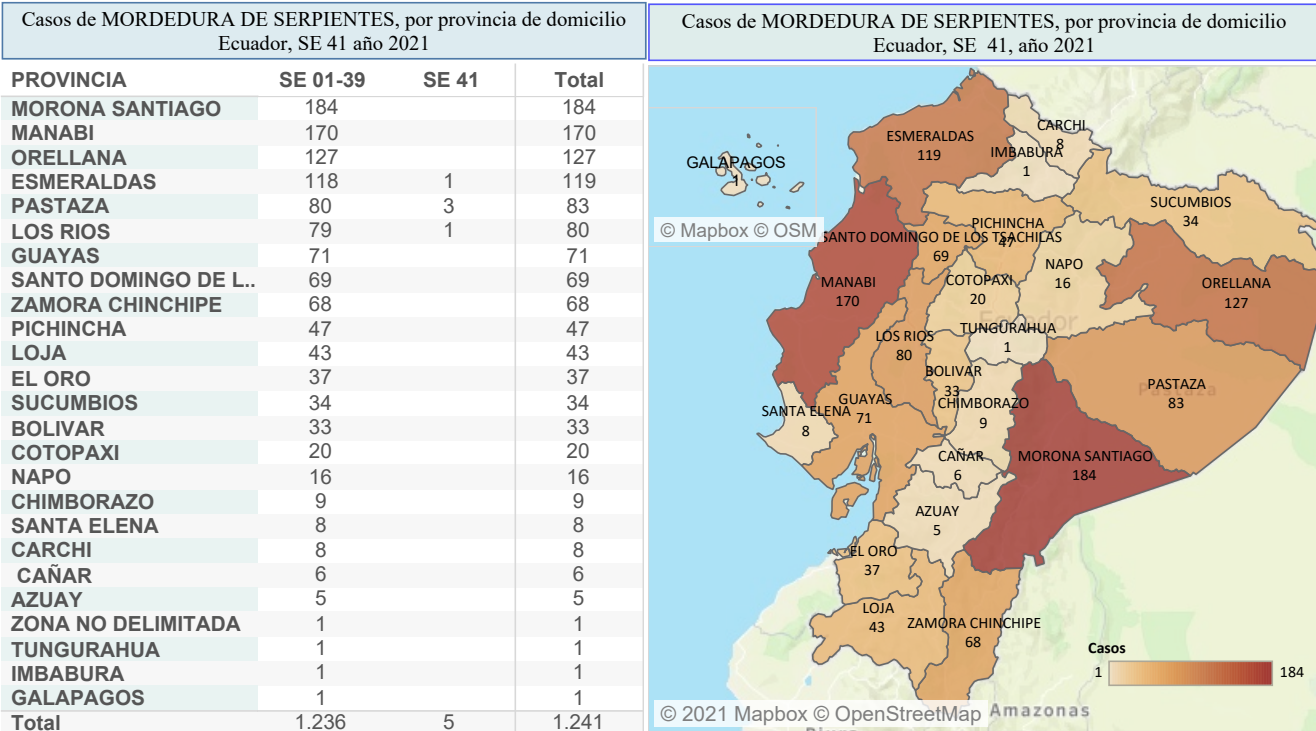 Casos de MORDEDURA DE SERPIENTES, por provincia de domicilio
Ecuador, SE 41 año 2021
PROVINCIA SE 01-39 SE 41 Total
MORONA SANTIAGO 184 184
MANABI 170 170
ORELLANA 127 127
ESMERALDAS 118 1 119
PASTAZA 80 3 83
LOS RIOS 79 1 80
GUAYAS 71 71
SANTO DOMINGO DE L.. 69 69
ZAMORA CHINCHIPE 68 68
PICHINCHA 47 47
LOJA 43 43
EL ORO 37 37
SUCUMBIOS 34 34
BOLIVAR 33 33
COTOPAXI 20 20
NAPO 16 16
CHIMBORAZO 9 9
SANTA ELENA 8 8
CARCHI 8 8
CAÑAR 6 6
AZUAY 5 5
ZONA NO DELIMITADA 1 1
TUNGURAHUA 1 1
IMBABURA 1 1
GALAPAGOS 1 1
Total 1.236 5 1.241
Casos de MORDEDURA DE SERPIENTES, por provincia de domicilio
Ecuador, SE 41, año 2021
CARCHI
8
ESMERALDAS
119
IMBABURA
1
GALAPAGOS
1
SUCUMBIOS
34
© Mapbox © OSM
PICHINCHA
47
SANTO DOMINGO DE LOS TSACHILAS
69
NAPO
16
MANABI
170
COTOPAXI
20
ORELLANA
127
Ecuador
TUNGURAHUA
1
LOS RIOS
80
BOLIVAR
33
PASTAZA
83
Pastaza
GUAYAS
71
CHIMBORAZO
9
SANTA ELENA
8
CAÑAR
6
MORONA SANTIAGO
184
AZUAY
5
EL ORO
37
LOJA
43
ZAMORA CHINCHIPE
68
Casos
1 184
© 2021 Mapbox © OpenStreetMap
Amazonas